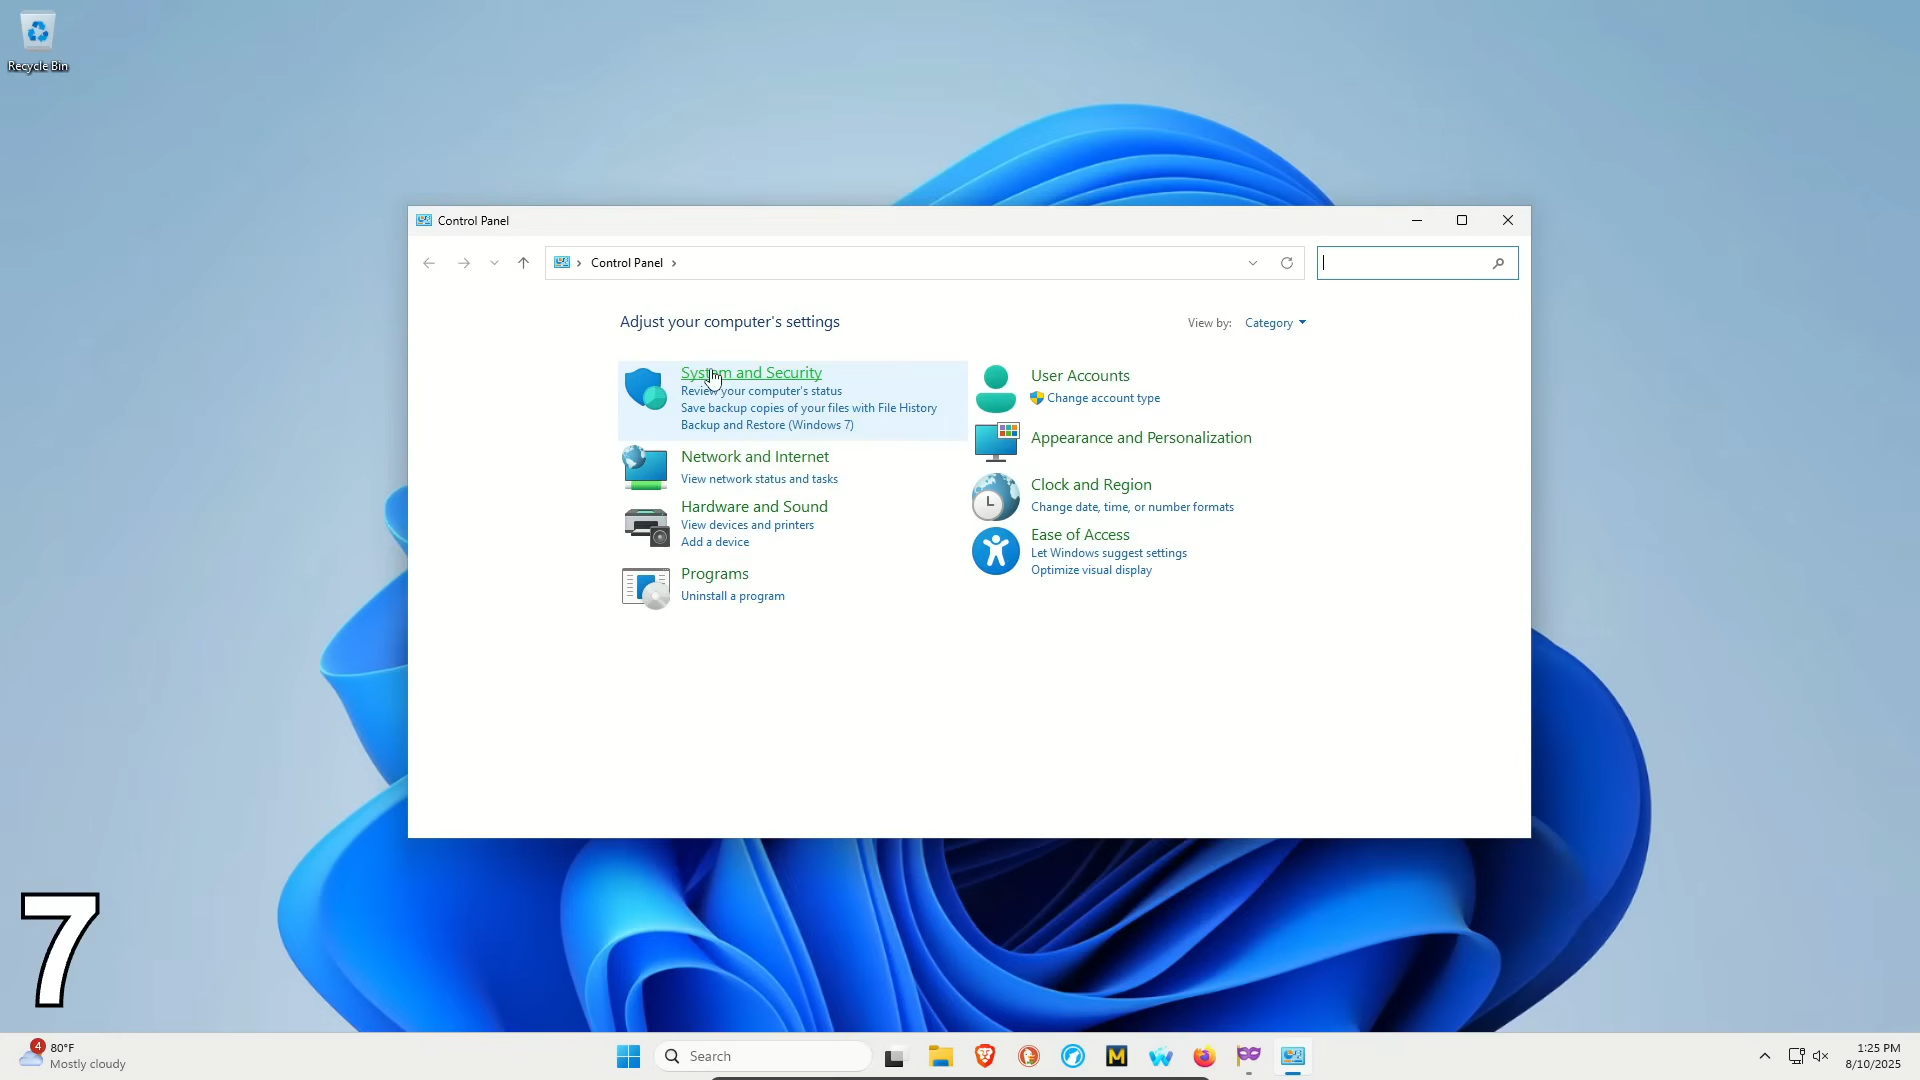 Recycle Bin
Control Panel
Control Panel
Adjust your computer's settings
View by: Category
System and Security
Review your computer's status
Save backup copies of your files with File History
Backup and Restore (Windows 7)
Network and Internet
View network status and tasks
Hardware and Sound
View devices and printers
Add a device
Programs
Uninstall a program
User Accounts
Change account type
Appearance and Personalization
Clock and Region
Change date, time, or number formats
Ease of Access
Let Windows suggest settings
Optimize visual display
7
4
80°F
Mostly cloudy
Search
M
1:25 PM
8/10/2025